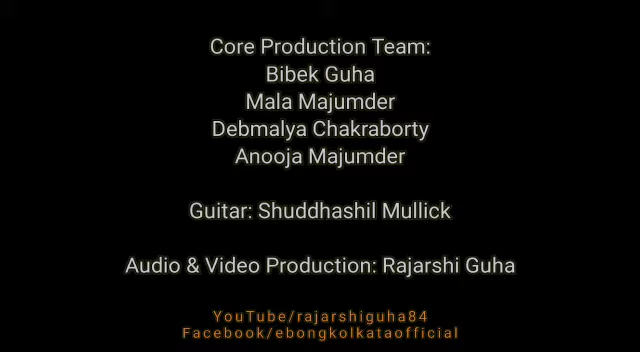 Core Production Team:
Bibek Guha
Mala Majumder
Debmalya Chakraborty
Anooja Majumder
Guitar: Shuddhashil Mullick
Audio & Video Production: Rajarshi Guha
YouTube/rajarshiguha84
Facebook/ebongkolkataofficial